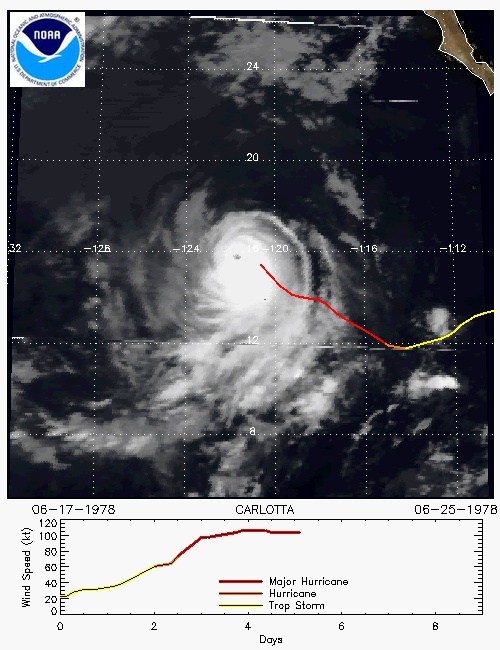 NATIONAL OCEANIC AND ATMOSPHERIC ADMINISTRATION
NOAA
U.S. DEPARTMENT OF COMMERCE
24
20
32 -128 -124 -120 -116 -112
12
8
06-17-1978 CARLOTTA 06-25-1978
Wind Speed (kt)
120
100
80
60
40
20
0
Major Hurricane
Hurricane
Trop Storm
0 2 4 6 8
Days